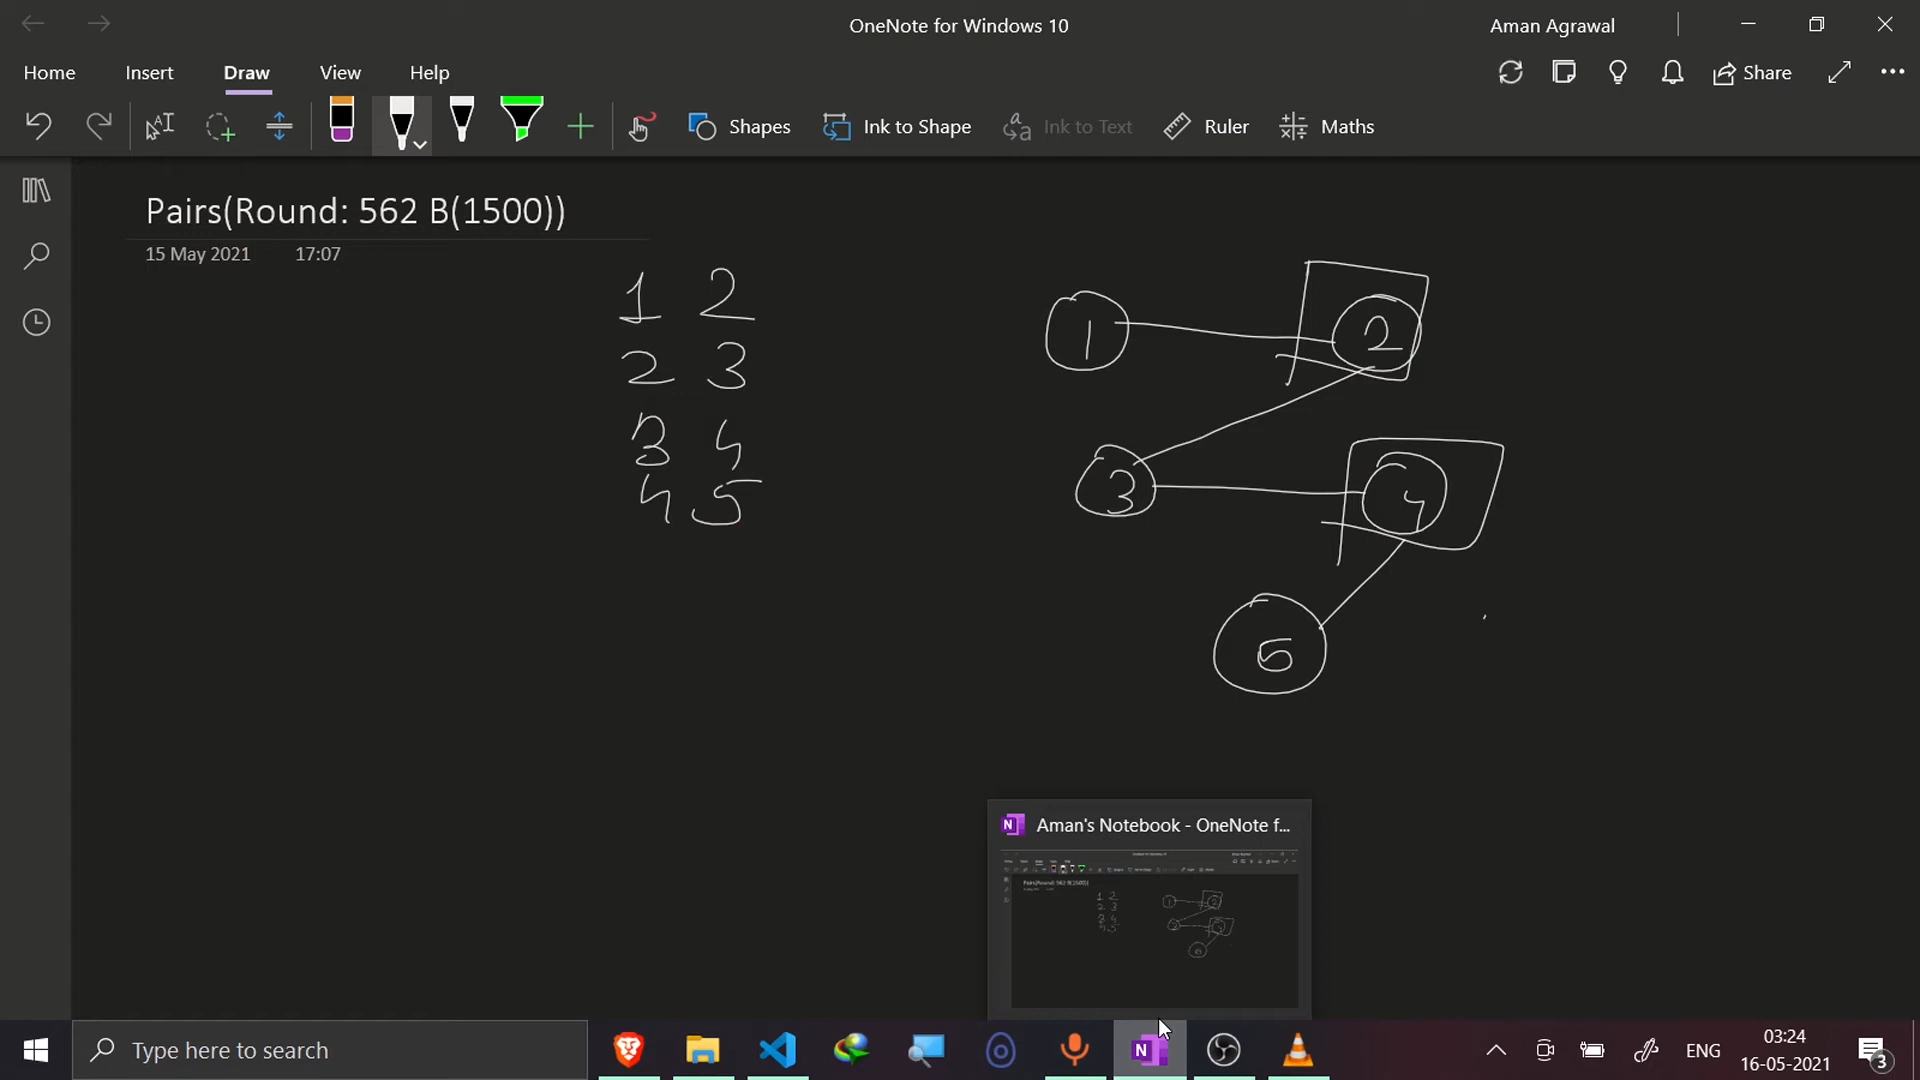 OneNote for Windows 10
Aman Agrawal
Home Insert Draw View Help
Share
Shapes Ink to Shape Ink to Text Ruler Maths
Pairs(Round: 562 B(1500))
15 May 2021 17:07
1 2
2 3
3 4
4 5
1
2
3
4
5
Aman's Notebook - OneNote f...
Type here to search
ENG
03:24
16-05-2021
3